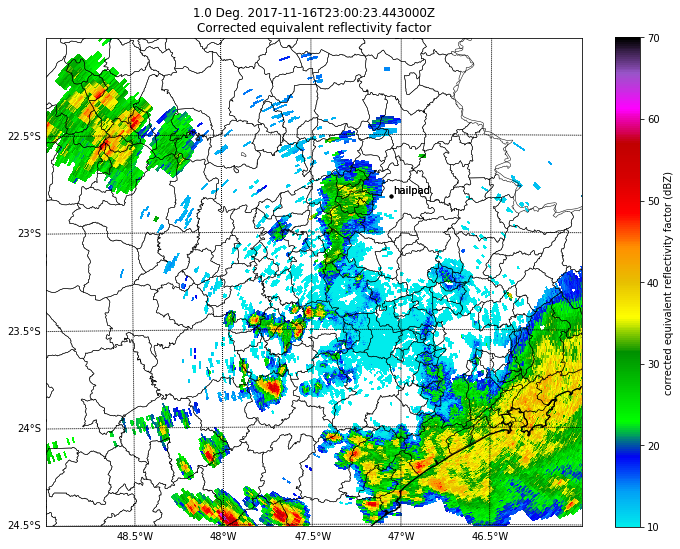 1.0 Deg. 2017-11-16T23:00:23.443000Z
Corrected equivalent reflectivity factor
hailpad
22.5°S
23°S
23.5°S
24°S
24.5°S
48.5°W
48°W
47.5°W
47°W
46.5°W
70
60
50
40
30
20
10
corrected equivalent reflectivity factor (dBZ)